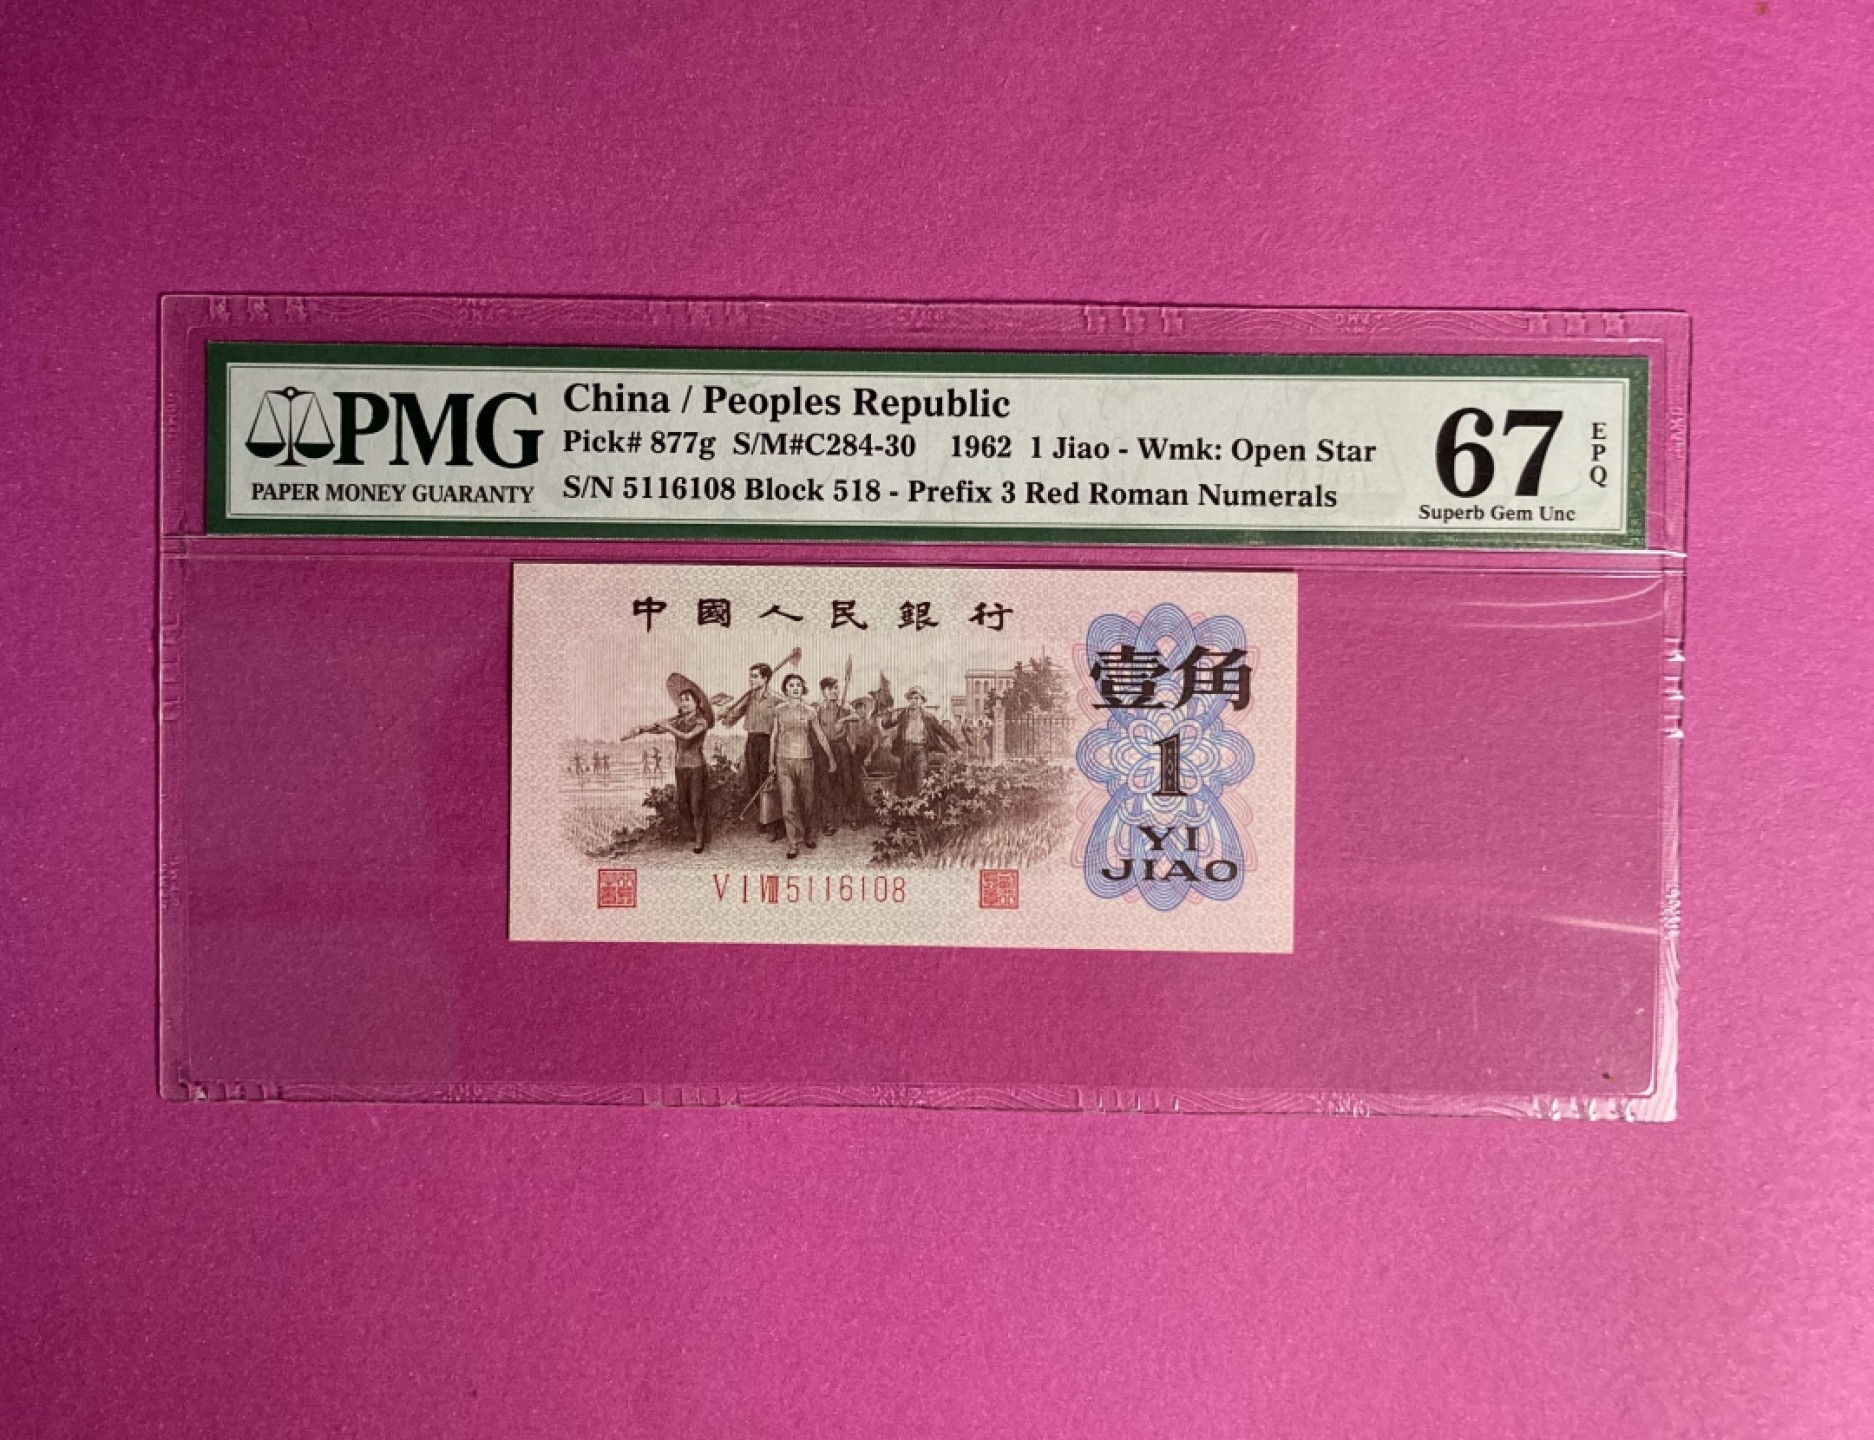 PMG
PAPER MONEY GUARANTY
China / Peoples Republic
Pick# 877g S/M#C284-30 1962 1 Jiao - Wmk: Open Star
S/N 5116108 Block 518 - Prefix 3 Red Roman Numerals
67
EPQ
Superb Gem Unc
中國人民銀行
壹角
1
YI
JIAO
V I VIII 5116108